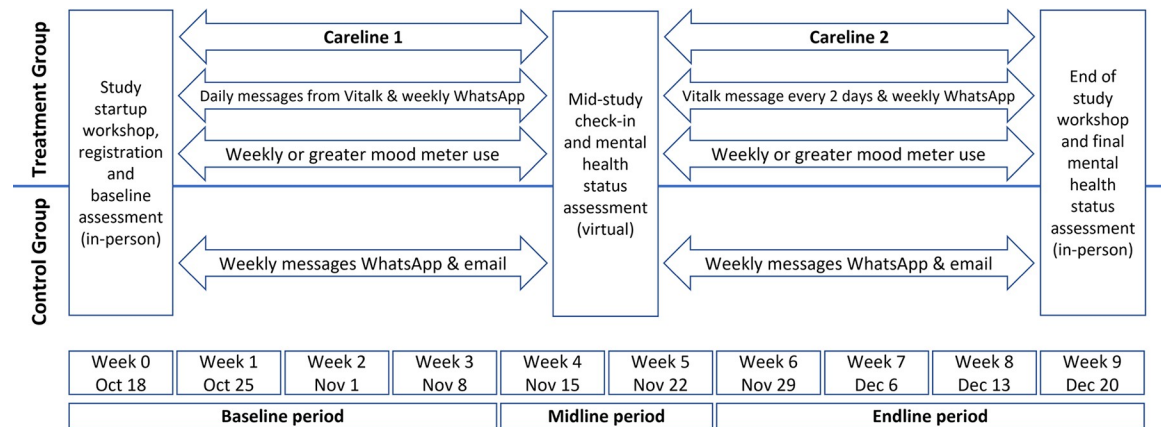 Treatment Group
Control Group
Study
startup
workshop,
registration
and
baseline
assessment
(in-person)
Careline 1
Daily messages from Vitalk & weekly WhatsApp
Weekly or greater mood meter use
Weekly messages WhatsApp & email
Mid-study
check-in
and mental
health
status
assessment
(virtual)
Careline 2
Vitalk message every 2 days & weekly WhatsApp
Weekly or greater mood meter use
Weekly messages WhatsApp & email
End of
study
workshop
and final
mental
health
status
assessment
(in-person)
Week 0
Oct 18
Week 1
Oct 25
Week 2
Nov 1
Week 3
Nov 8
Week 4
Nov 15
Week 5
Nov 22
Week 6
Nov 29
Week 7
Dec 6
Week 8
Dec 13
Week 9
Dec 20
Baseline period
Midline period
Endline period